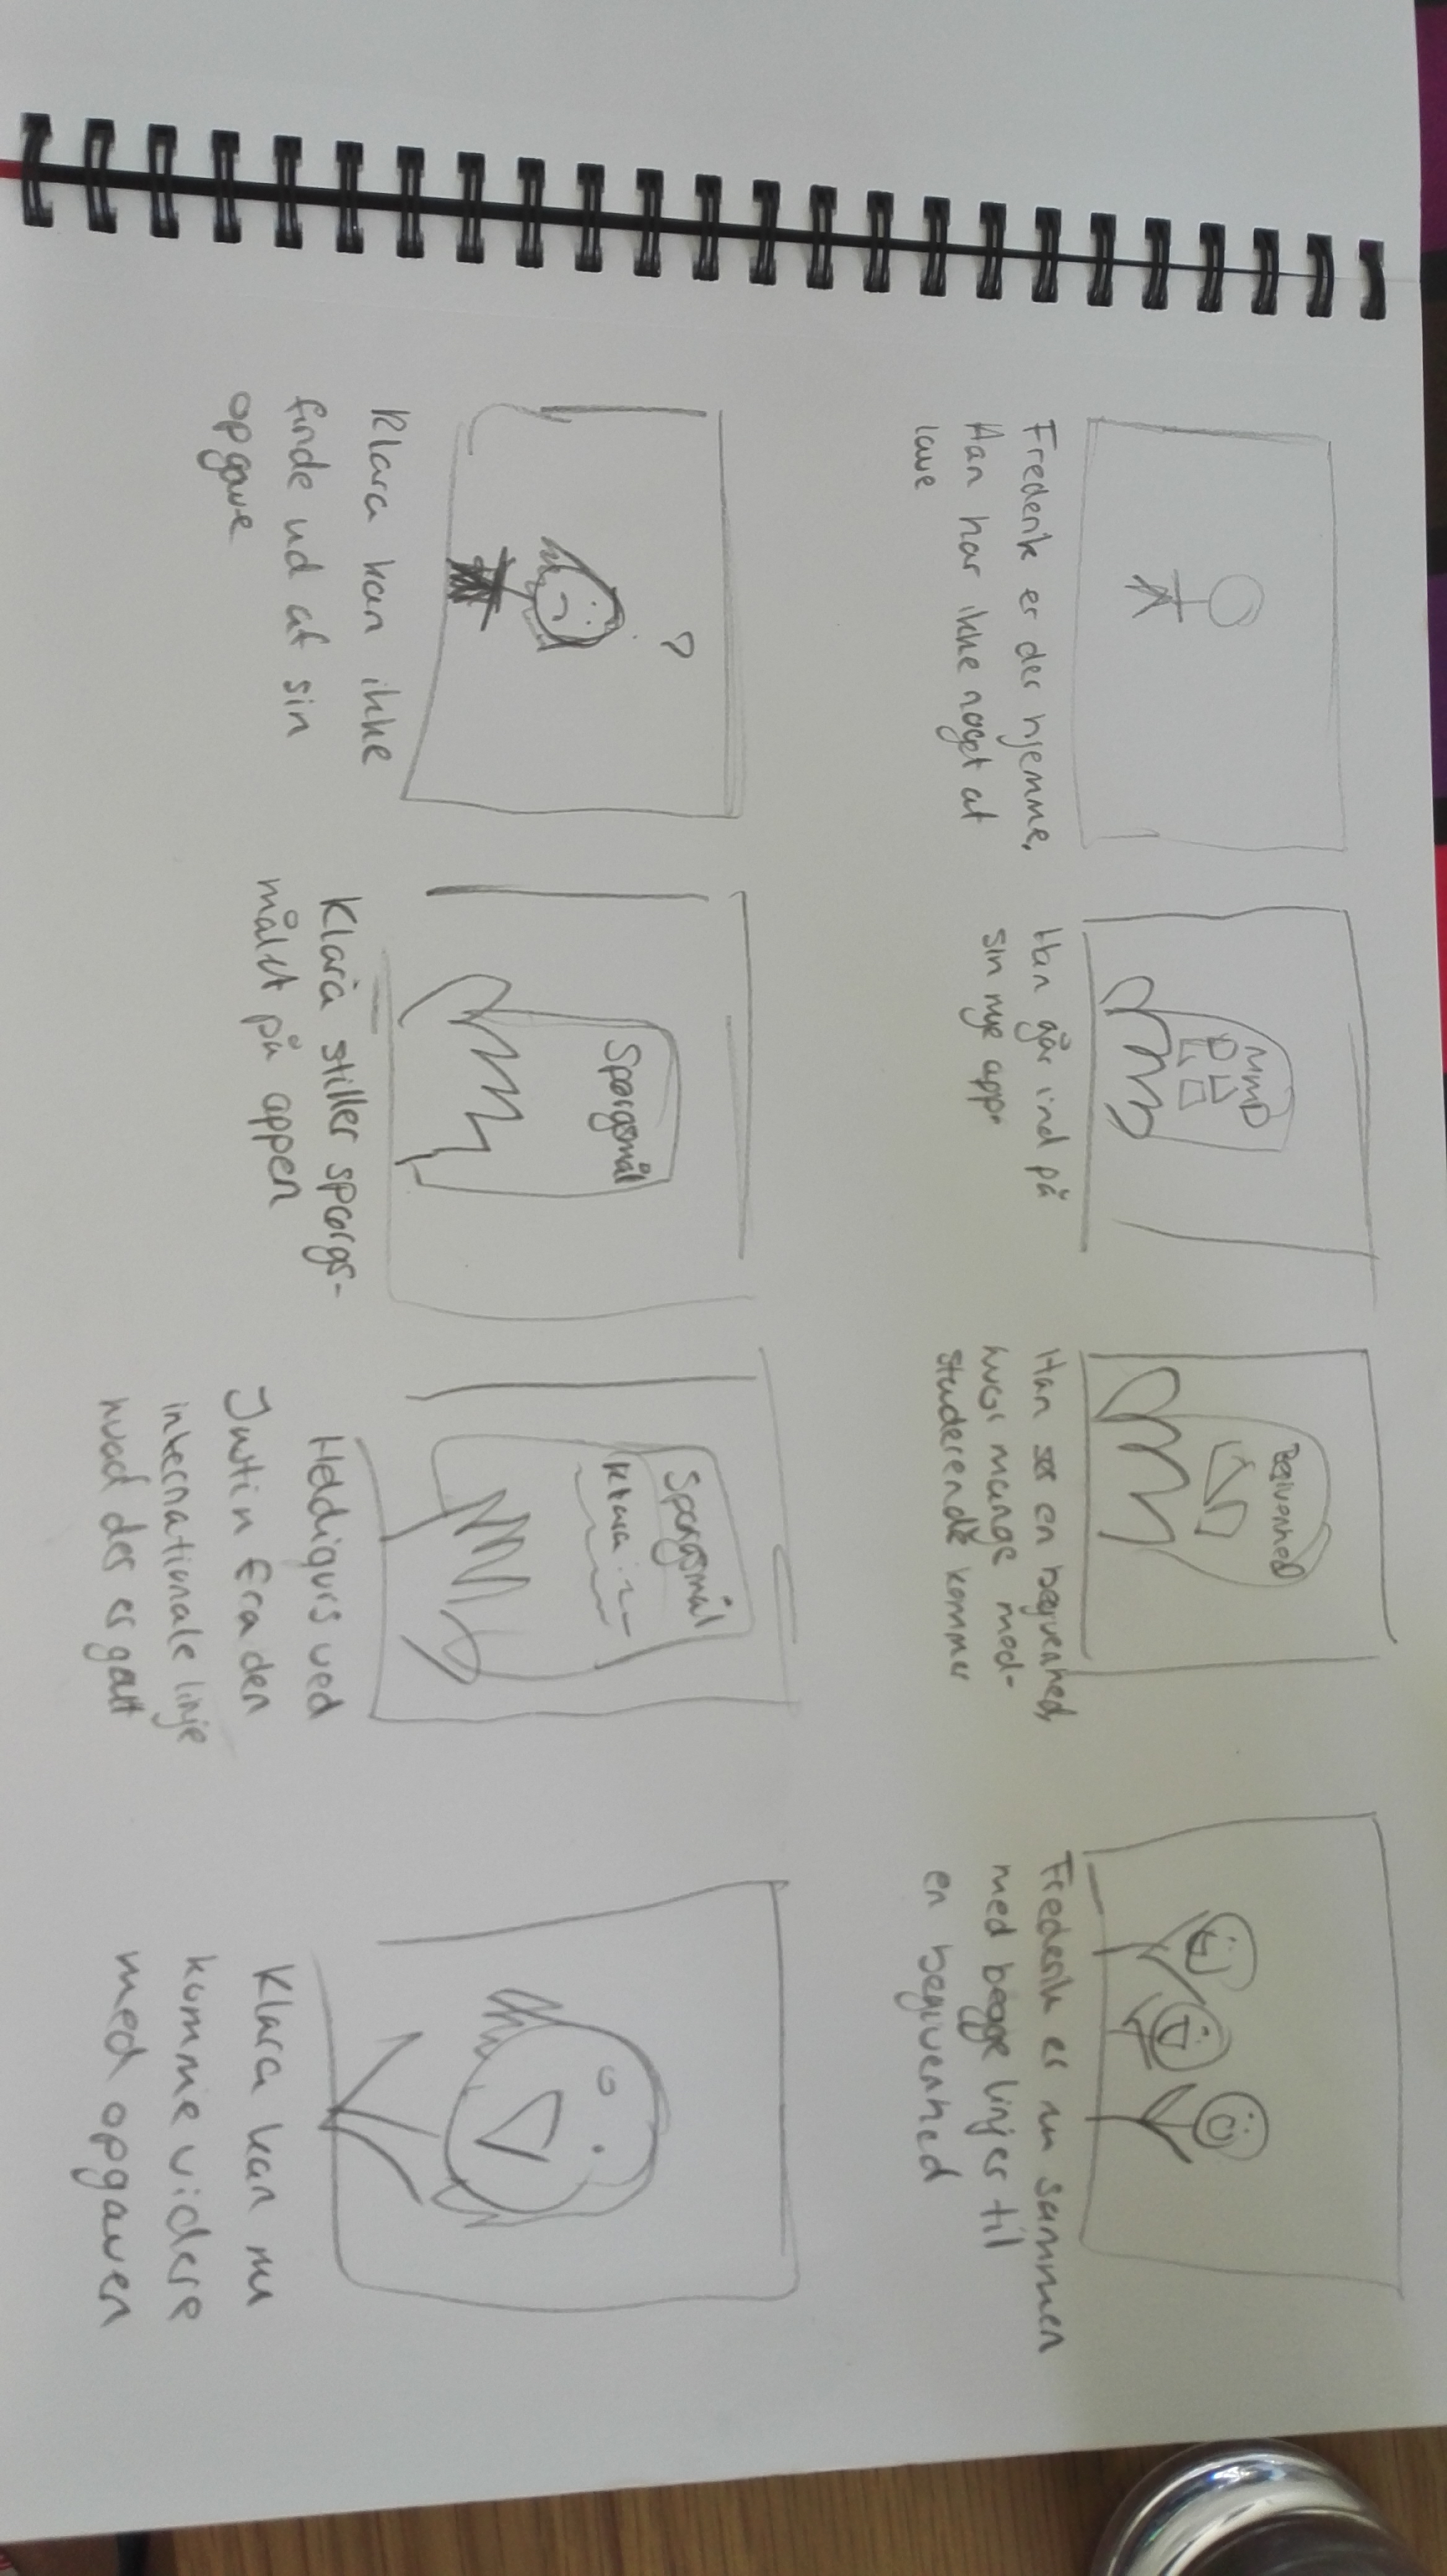 MMD
Begivenhed
Frederik er der hjemme.
Han har ikke noget at
lave
Han går ind på
sin nye app.
Han ser en begivenhed,
hvor mange med-
studerende kommer
Frederik er nu sammen
med begge linjer til
en begivenhed
?
Spørgsmål
Spørgsmål
Klara :
Klara kan ikke
finde ud af sin
opgave
Klara stiller spørgs-
målet på appen
Heldigvis ved
Justin fra den
internationale linje
hvad der er galt
Klara kan nu
komme videre
med opgaven